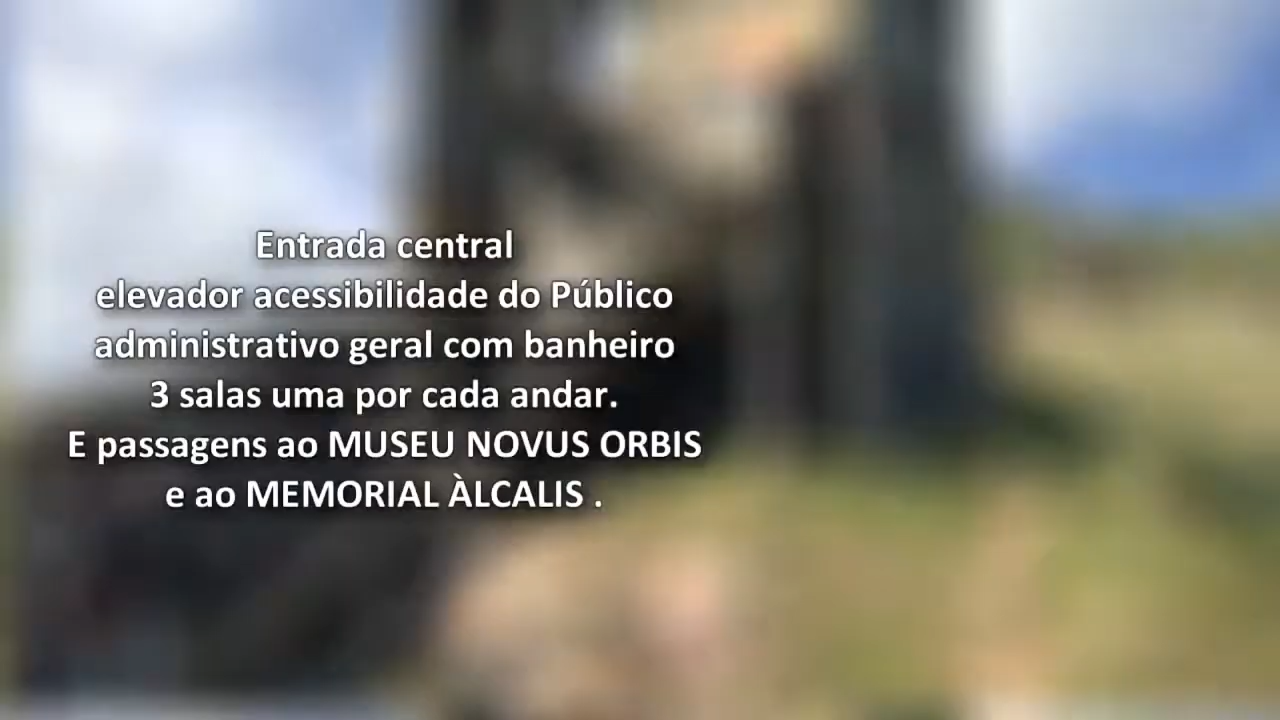 Entrada central
elevador acessibilidade do Público
administrativo geral com banheiro
3 salas uma por cada andar.
E passagens ao MUSEU NOVUS ORBIS
e ao MEMORIAL ÀLCALIS .